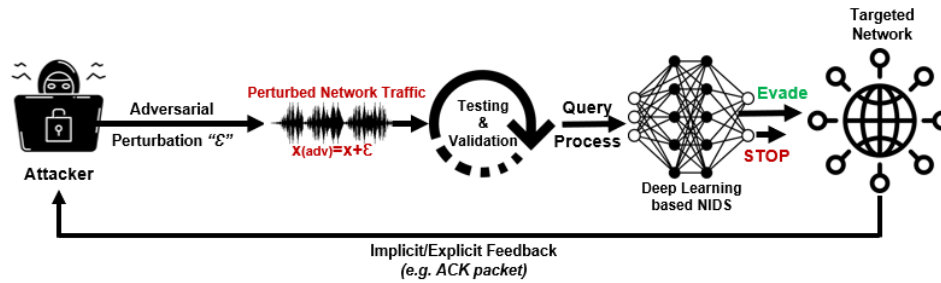 Targeted
Network
Adversarial
Perturbation “Ɛ”
Attacker
Perturbed Network Traffic
x(adv)=x+Ɛ
Testing
&
Validation
Query
Process
Deep Learning
based NIDS
Evade
STOP
Implicit/Explicit Feedback
(e.g. ACK packet)